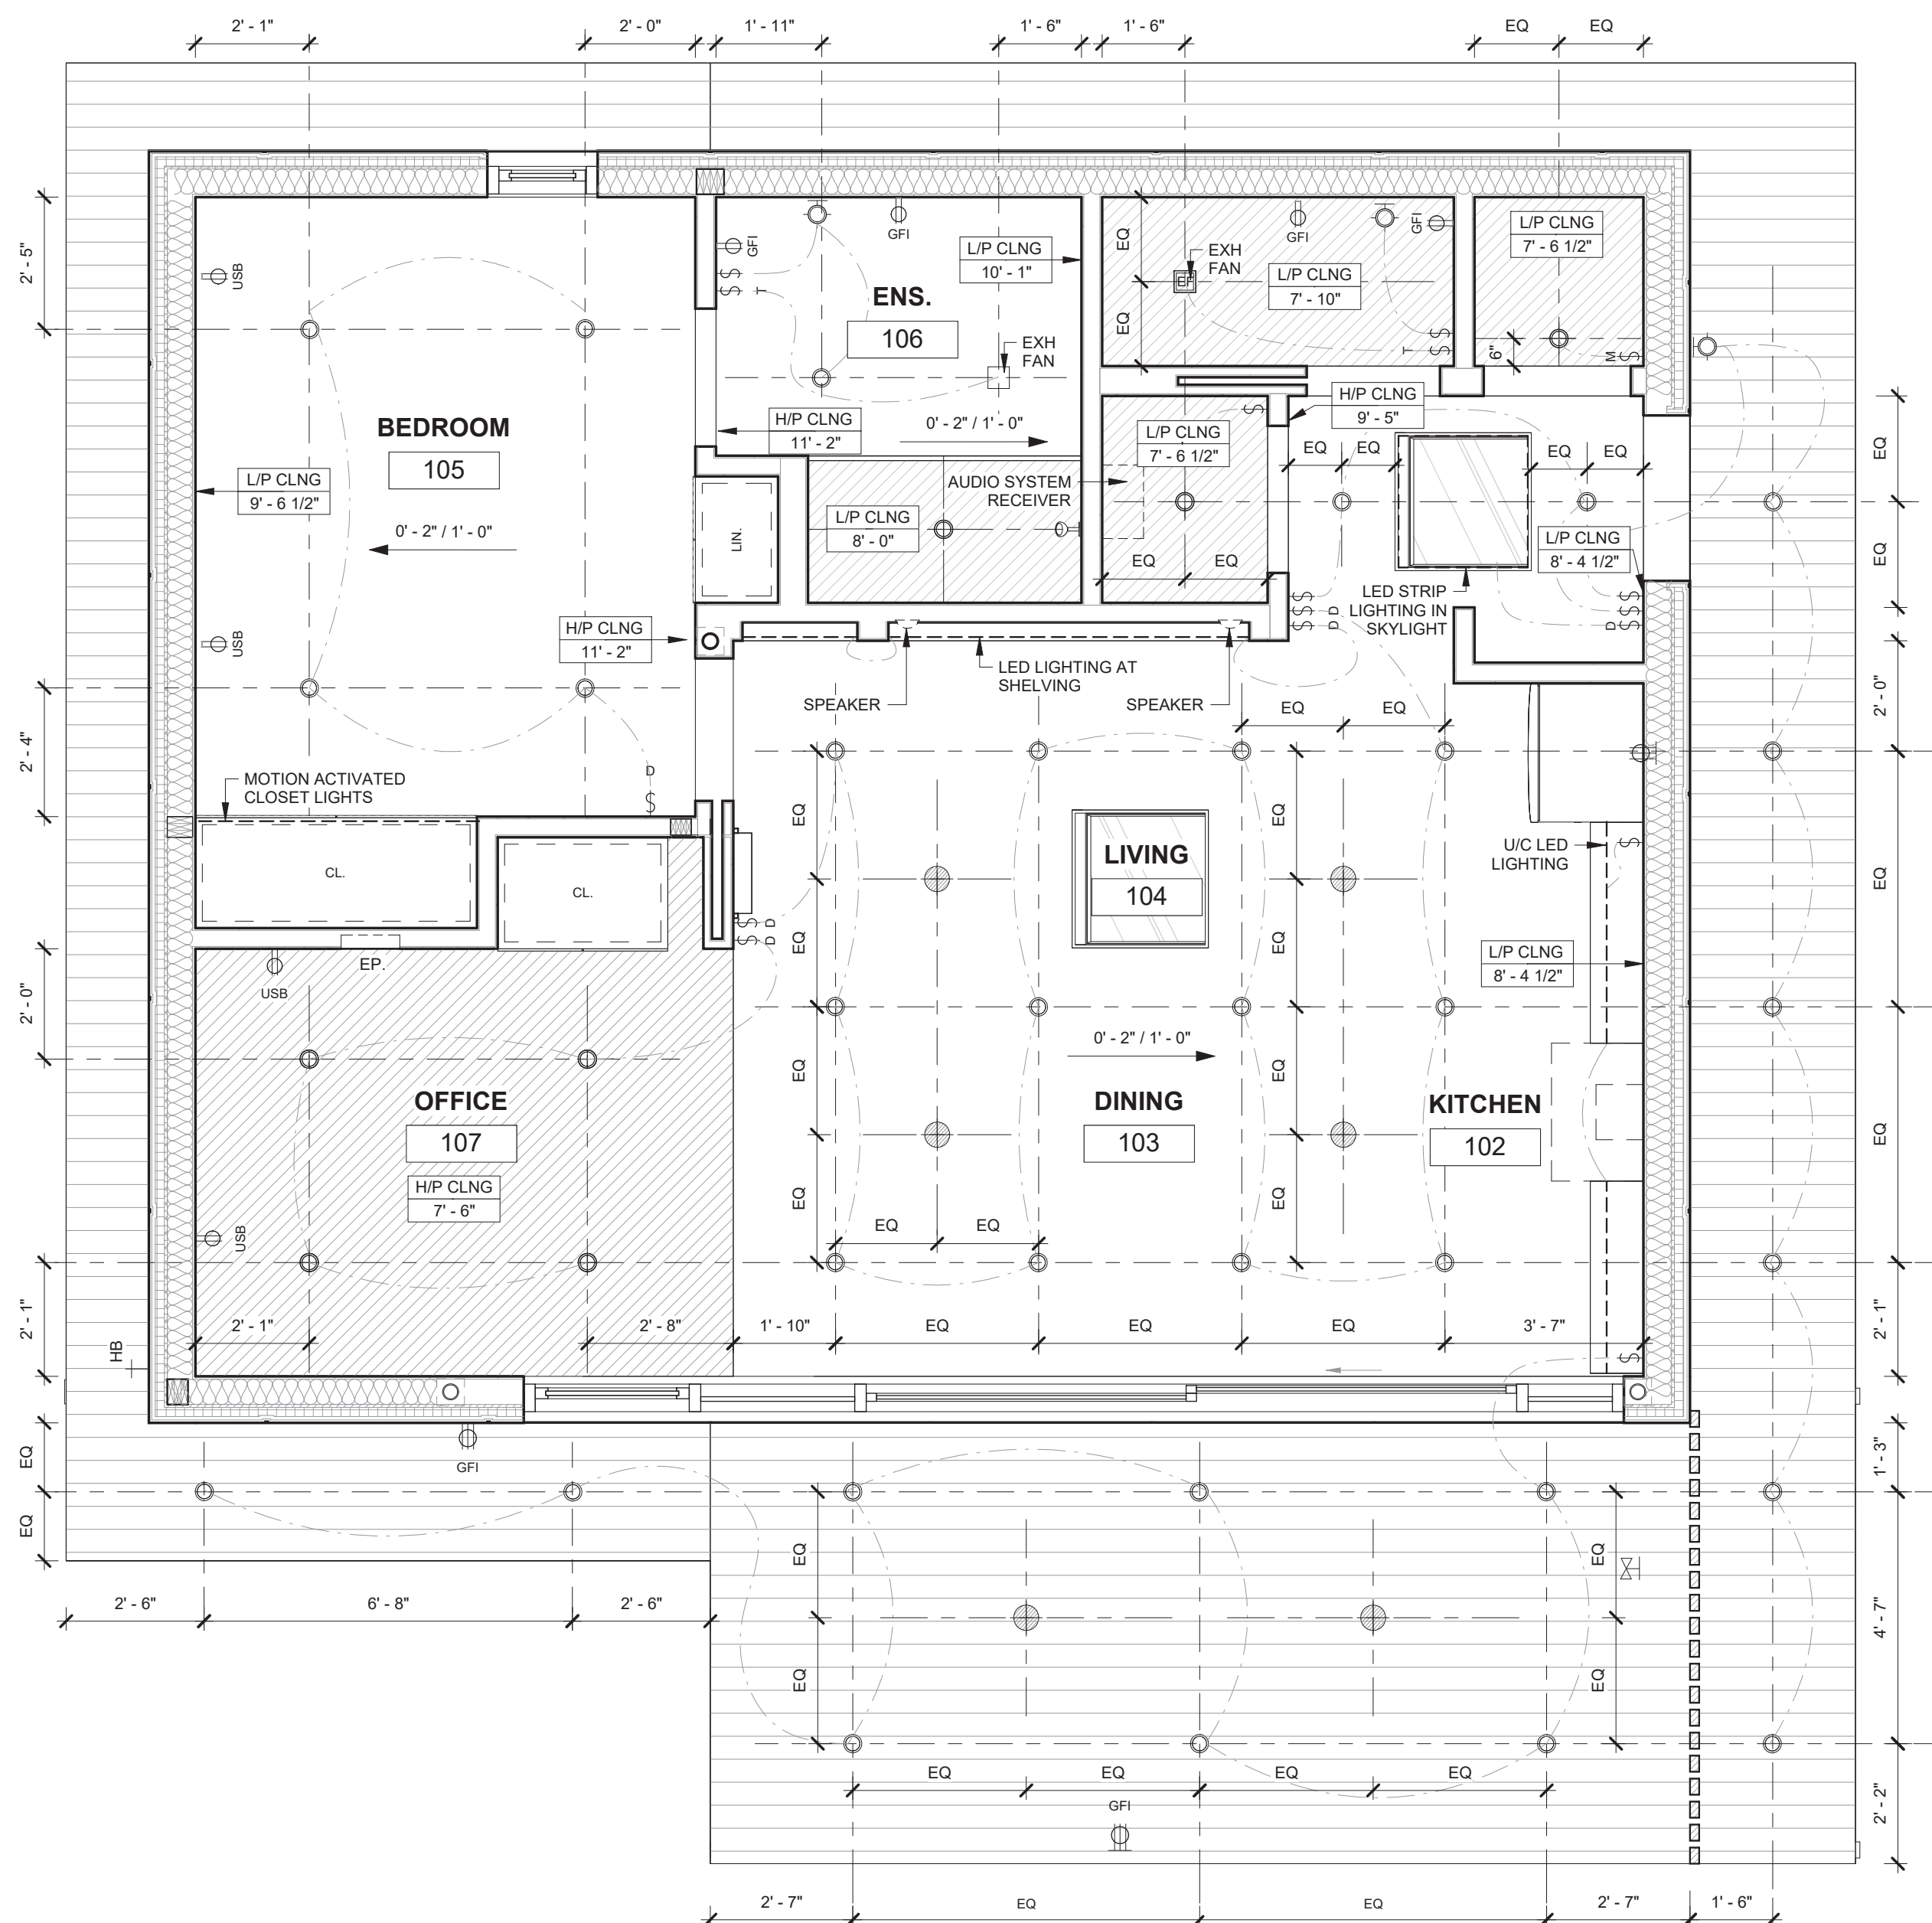 2' - 1"
2' - 0"
1' - 11"
1' - 6"
1' - 6"
EQ
EQ
2' - 5"
USB
GFI
GFI
S
S
T
L/P CLNG
10' - 1"
ENS.
106
EXH
FAN
H/P CLNG
11' - 2"
0' - 2" / 1' - 0"
EQ
EQ
EXH
FAN
EF
GFI
GFI
L/P CLNG
7' - 10"
T
S
S
L/P CLNG
7' - 6 1/2"
6"
M
S
BEDROOM
105
L/P CLNG
9' - 6 1/2"
0' - 2" / 1' - 0"
USB
H/P CLNG
11' - 2"
LIN.
L/P CLNG
8' - 0"
AUDIO SYSTEM
RECEIVER
L/P CLNG
7' - 6 1/2"
S
EQ
EQ
H/P CLNG
9' - 5"
EQ
EQ
EQ
EQ
L/P CLNG
8' - 4 1/2"
LED STRIP
LIGHTING IN
SKYLIGHT
S
S
S
D
D
S
S
S
D
EQ
EQ
2' - 0"
LED LIGHTING AT
SHELVING
SPEAKER
SPEAKER
EQ
EQ
2' - 4"
MOTION ACTIVATED
CLOSET LIGHTS
D
S
CL.
CL.
EQ
EQ
EQ
EQ
LIVING
104
EQ
EQ
EQ
EQ
U/C LED
LIGHTING
S
L/P CLNG
8' - 4 1/2"
EQ
S
S
D
D
EP.
USB
2' - 0"
OFFICE
107
H/P CLNG
7' - 6"
USB
0' - 2" / 1' - 0"
DINING
103
KITCHEN
102
EQ
EQ
EQ
2' - 1"
2' - 1"
2' - 8"
1' - 10"
EQ
EQ
EQ
3' - 7"
2' - 1"
HB
S
GFI
EQ
EQ
1' - 3"
2' - 6"
6' - 8"
2' - 6"
EQ
EQ
EQ
EQ
4' - 7"
EQ
EQ
EQ
EQ
GFI
2' - 2"
2' - 7"
EQ
EQ
2' - 7"
1' - 6"